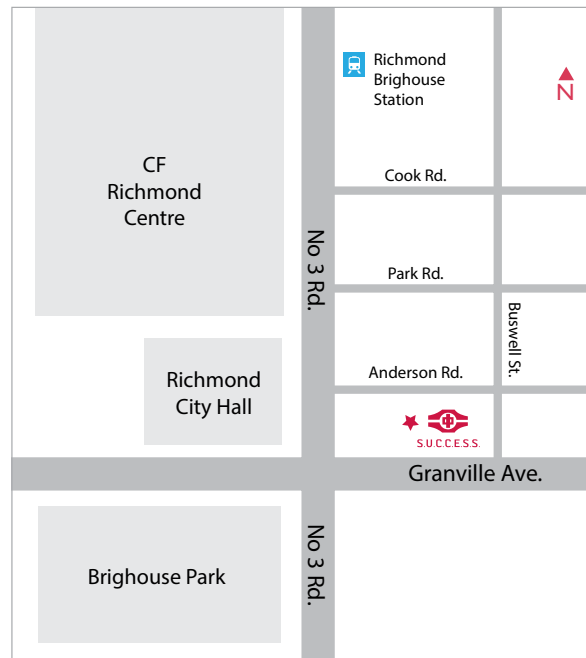 Richmond
Brighouse
Station
N
CF
Richmond
Centre
Cook Rd.
No 3 Rd.
Park Rd.
Buswell St.
Richmond
City Hall
Anderson Rd.
S.U.C.C.E.S.S.
Granville Ave.
Brighouse Park
No 3 Rd.